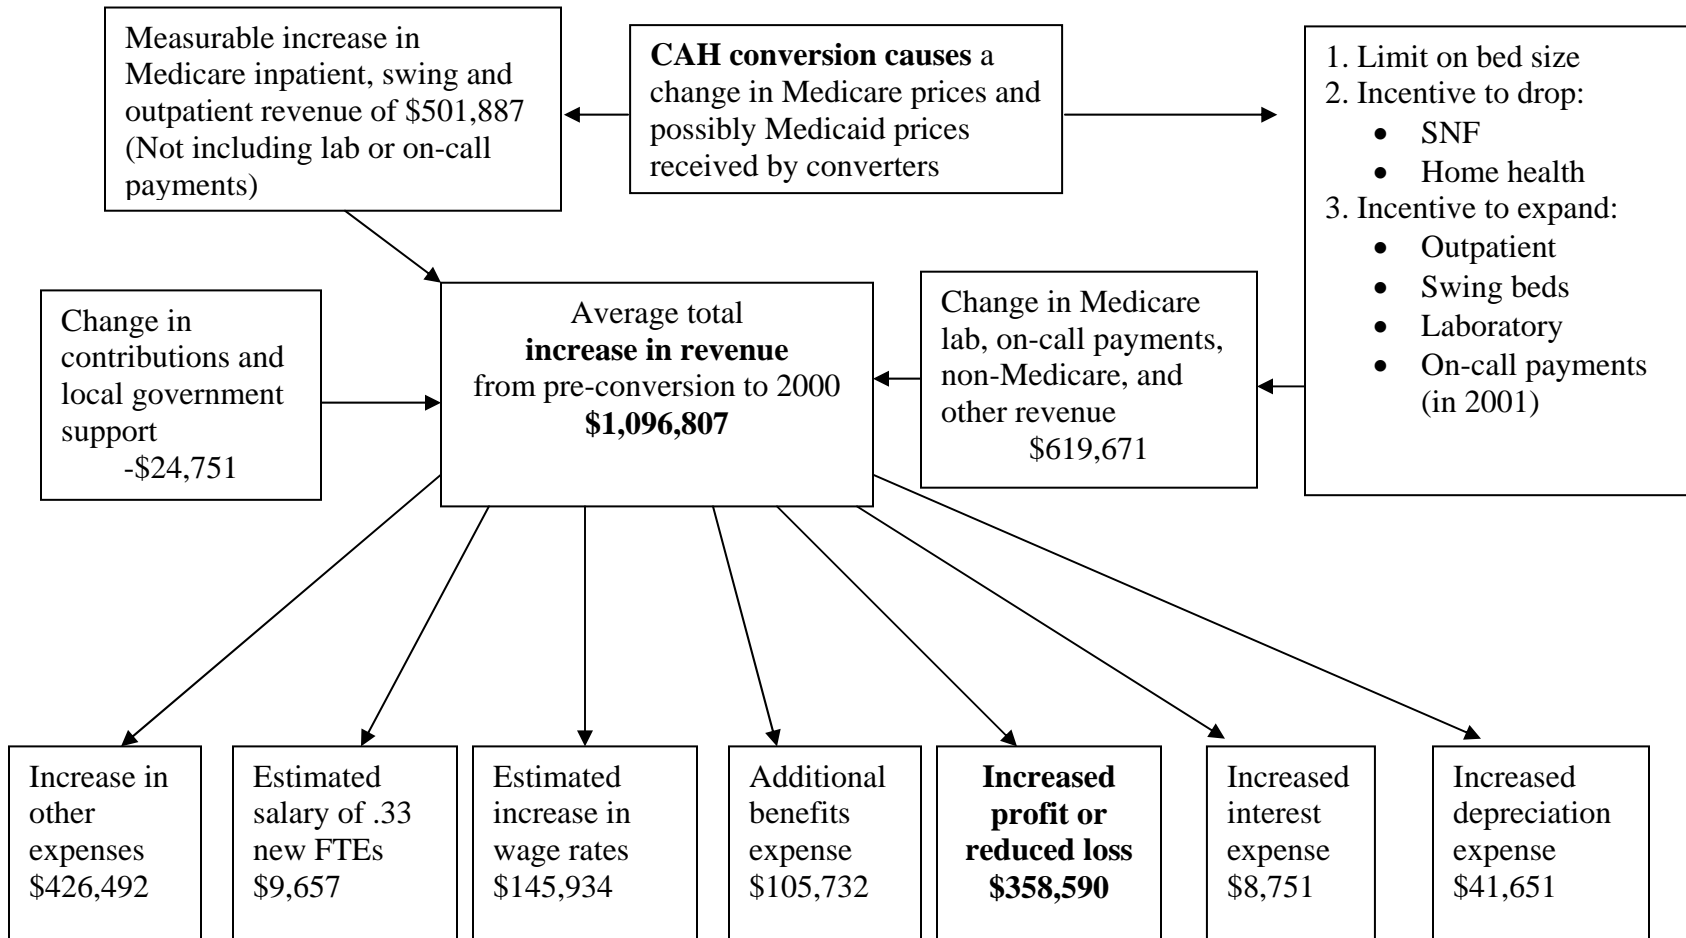 Measurable increase in
Medicare inpatient, swing and
outpatient revenue of $501,887
(Not including lab or on-call
payments)
CAH conversion causes a
change in Medicare prices and
possibly Medicaid prices
received by converters
1. Limit on bed size
2. Incentive to drop:
• SNF
• Home health
3. Incentive to expand:
• Outpatient
• Swing beds
• Laboratory
• On-call payments
(in 2001)
Change in
contributions and
local government
support
-$24,751
Average total
increase in revenue
from pre-conversion to 2000
$1,096,807
Change in Medicare
lab, on-call payments,
non-Medicare, and
other revenue
$619,671
Increase in
other
expenses
$426,492
Estimated
salary of .33
new FTEs
$9,657
Estimated
increase in
wage rates
$145,934
Additional
benefits
expense
$105,732
Increased
profit or
reduced loss
$358,590
Increased
interest
expense
$8,751
Increased
depreciation
expense
$41,651